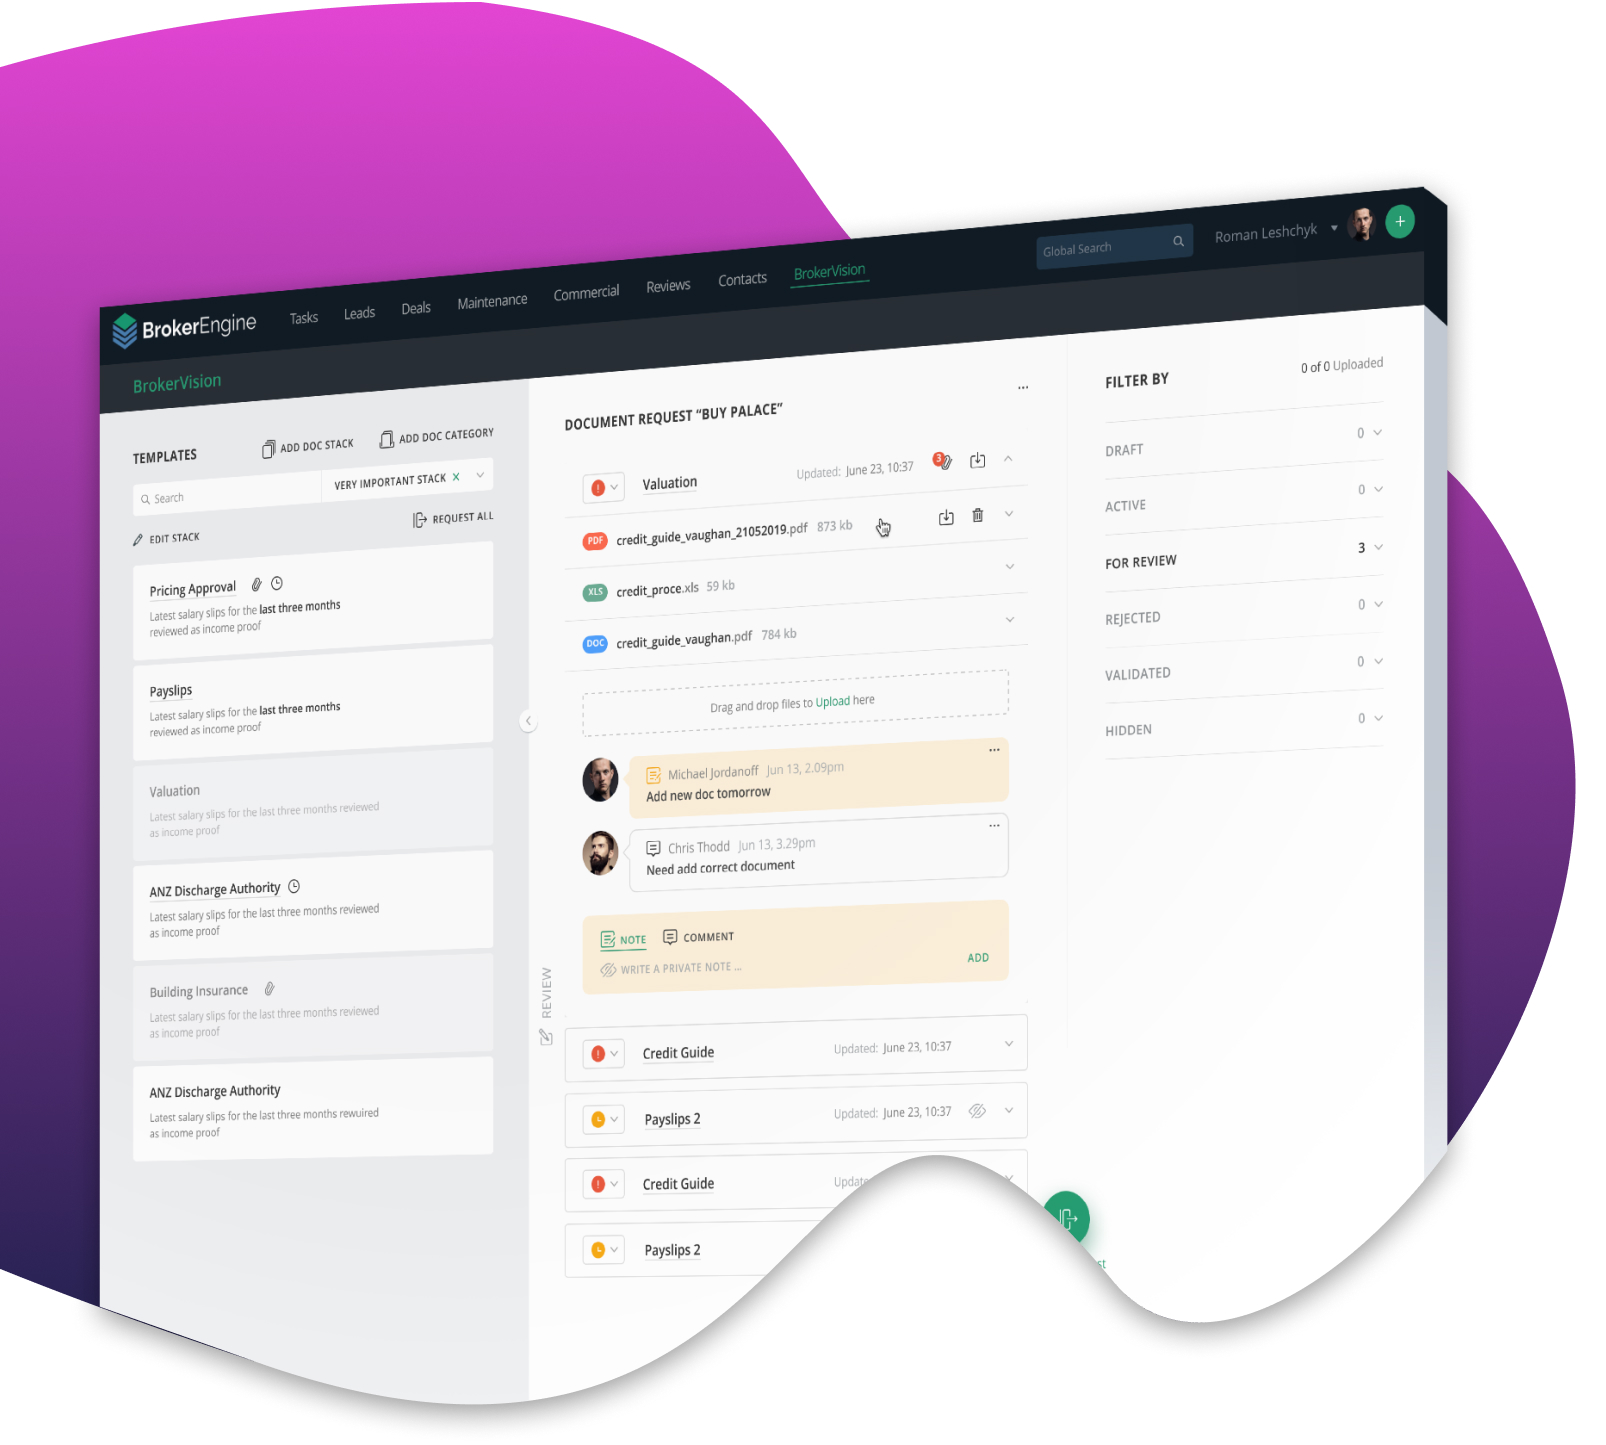 BrokerEngine
Tasks
Leads
Deals
Maintenance
Commercial
Reviews
Contacts
BrokerVision
Global Search
Roman Leshchyk
BrokerVision
TEMPLATES
ADD DOC STACK
ADD DOC CATEGORY
Search
VERY IMPORTANT STACK
EDIT STACK
REQUEST ALL
Pricing Approval
Latest salary slips for the last three months
reviewed as income proof
Payslips
Latest salary slips for the last three months
reviewed as income proof
Valuation
Latest salary slips for the last three months reviewed
as income proof
ANZ Discharge Authority
Latest salary slips for the last three months reviewed
as income proof
Building Insurance
Latest salary slips for the last three months reviewed
as income proof
ANZ Discharge Authority
Latest salary slips for the last three months rewuired
as income proof
REVIEW
DOCUMENT REQUEST “BUY PALACE”
Valuation Updated: June 23, 10:37 3
PDF credit_guide_vaughan_21052019.pdf 873 kb
XLS credit_proce.xls 59 kb
DOC credit_guide_vaughan.pdf 784 kb
Drag and drop files to Upload here
Michael Jordanoff Jun 13, 2.09pm
Add new doc tomorrow
Chris Thodd Jun 13, 3.29pm
Need add correct document
NOTE COMMENT
WRITE A PRIVATE NOTE ...
ADD
Credit Guide Updated: June 23, 10:37
Payslips 2 Updated: June 23, 10:37
Credit Guide Update
Payslips 2
st
FILTER BY
0 of 0 Uploaded
DRAFT 0
ACTIVE 0
FOR REVIEW 3
REJECTED 0
VALIDATED 0
HIDDEN 0